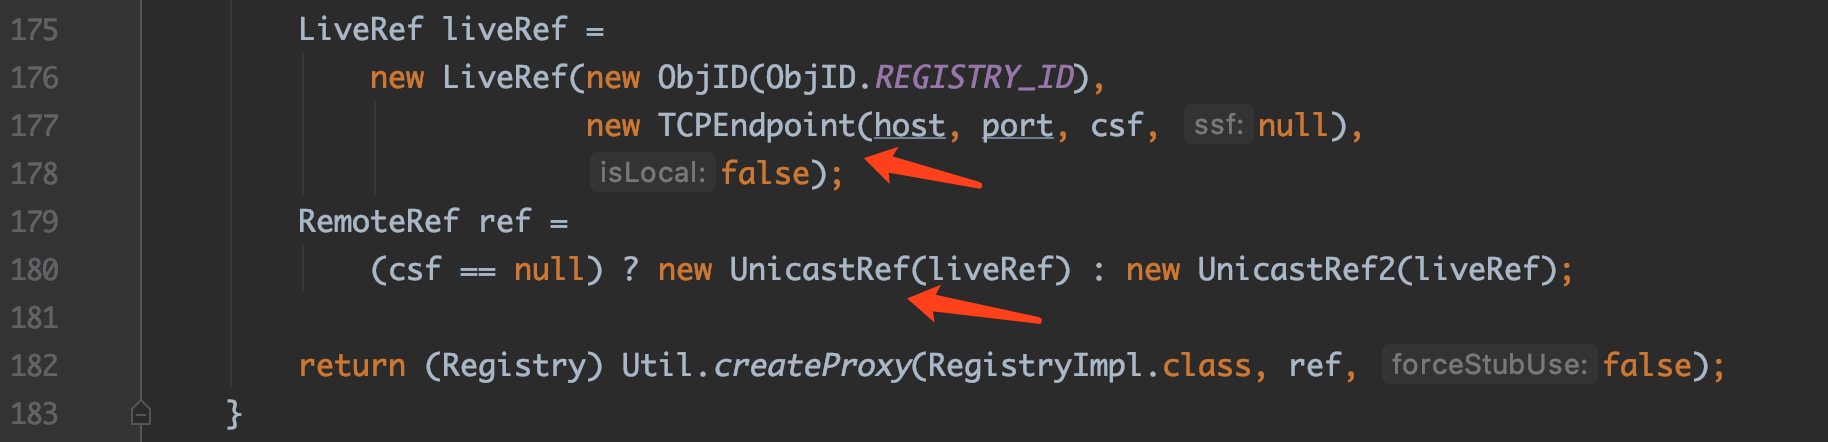 175 LiveRef liveRef =
176 new LiveRef(new ObjID(ObjID.REGISTRY_ID),
177 new TCPEndpoint(host, port, csf, ssf: null),
178 isLocal: false);
179 RemoteRef ref =
180 (csf == null) ? new UnicastRef(liveRef) : new UnicastRef2(liveRef);
181
182 return (Registry) Util.createProxy(RegistryImpl.class, ref, forceStubUse: false);
183 }